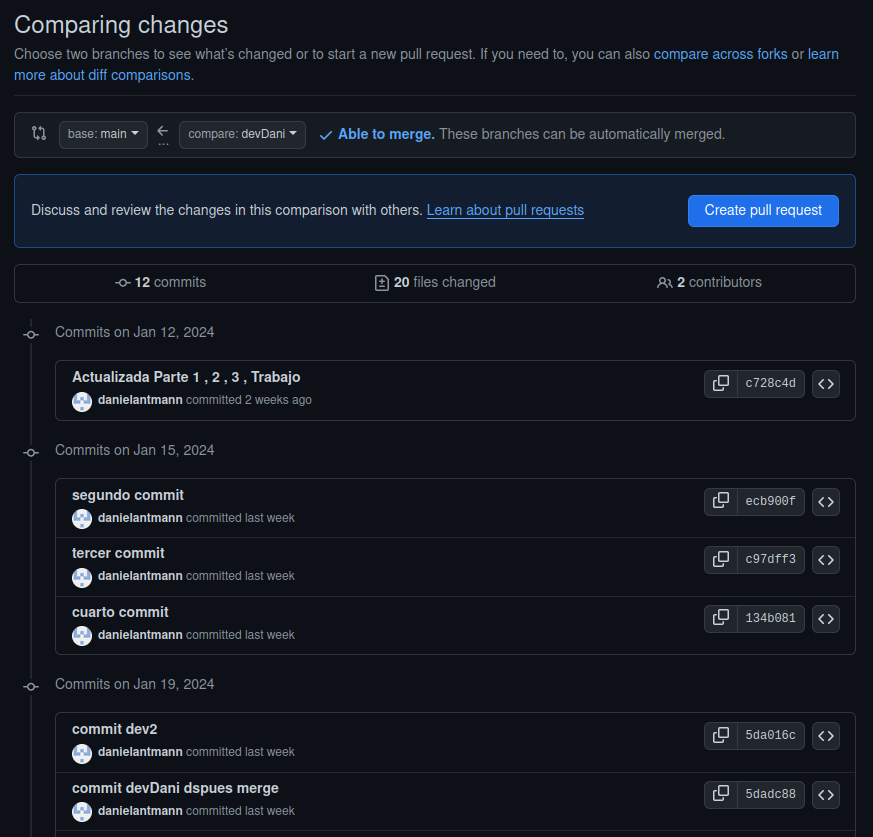 Comparing changes
Choose two branches to see what's changed or to start a new pull request. If you need to, you can also compare across forks or learn
more about diff comparisons.
base: main compare: devDani Able to merge. These branches can be automatically merged.
...
Discuss and review the changes in this comparison with others. Learn about pull requests Create pull request
12 commits 20 files changed 2 contributors
Commits on Jan 12, 2024
Actualizada Parte 1 , 2 , 3 , Trabajo
danielantmann committed 2 weeks ago
c728c4d
Commits on Jan 15, 2024
segundo commit
danielantmann committed last week
ecb900f
tercer commit
danielantmann committed last week
c97dff3
cuarto commit
danielantmann committed last week
134b081
Commits on Jan 19, 2024
commit dev2
danielantmann committed last week
5da016c
commit devDani dspues merge
danielantmann committed last week
5dadc88